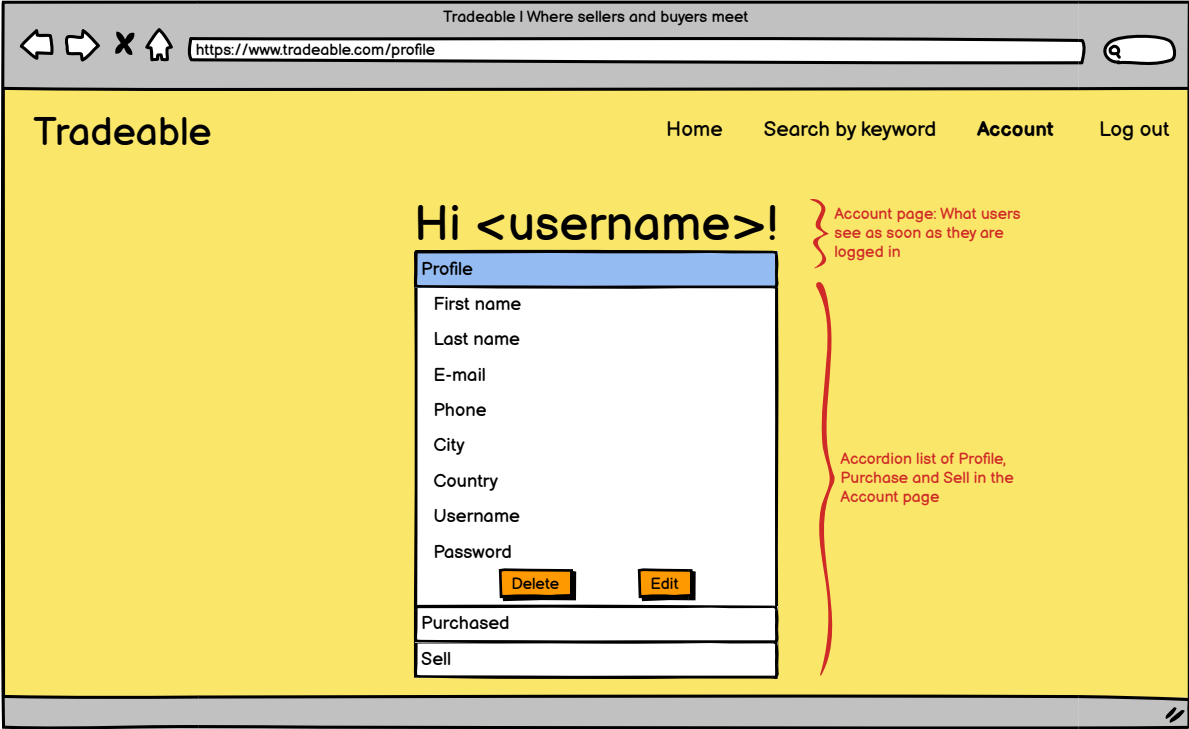 Tradeable | Where sellers and buyers meet
https://www.tradeable.com/profile
Tradeable
Home
Search by keyword
Account
Log out
Hi <username>!
Account page: What users
see as soon as they are
logged in
Profile
First name
Last name
E-mail
Phone
City
Country
Username
Password
Delete
Edit
Accordion list of Profile,
Purchase and Sell in the
Account page
Purchased
Sell